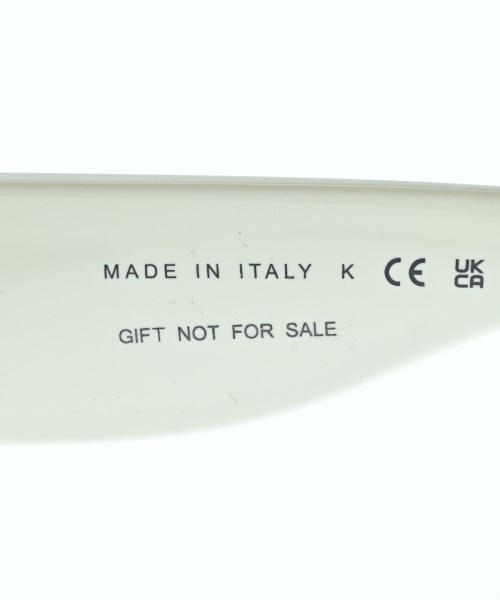 MADE IN ITALY K CE UK
CA
GIFT NOT FOR SALE